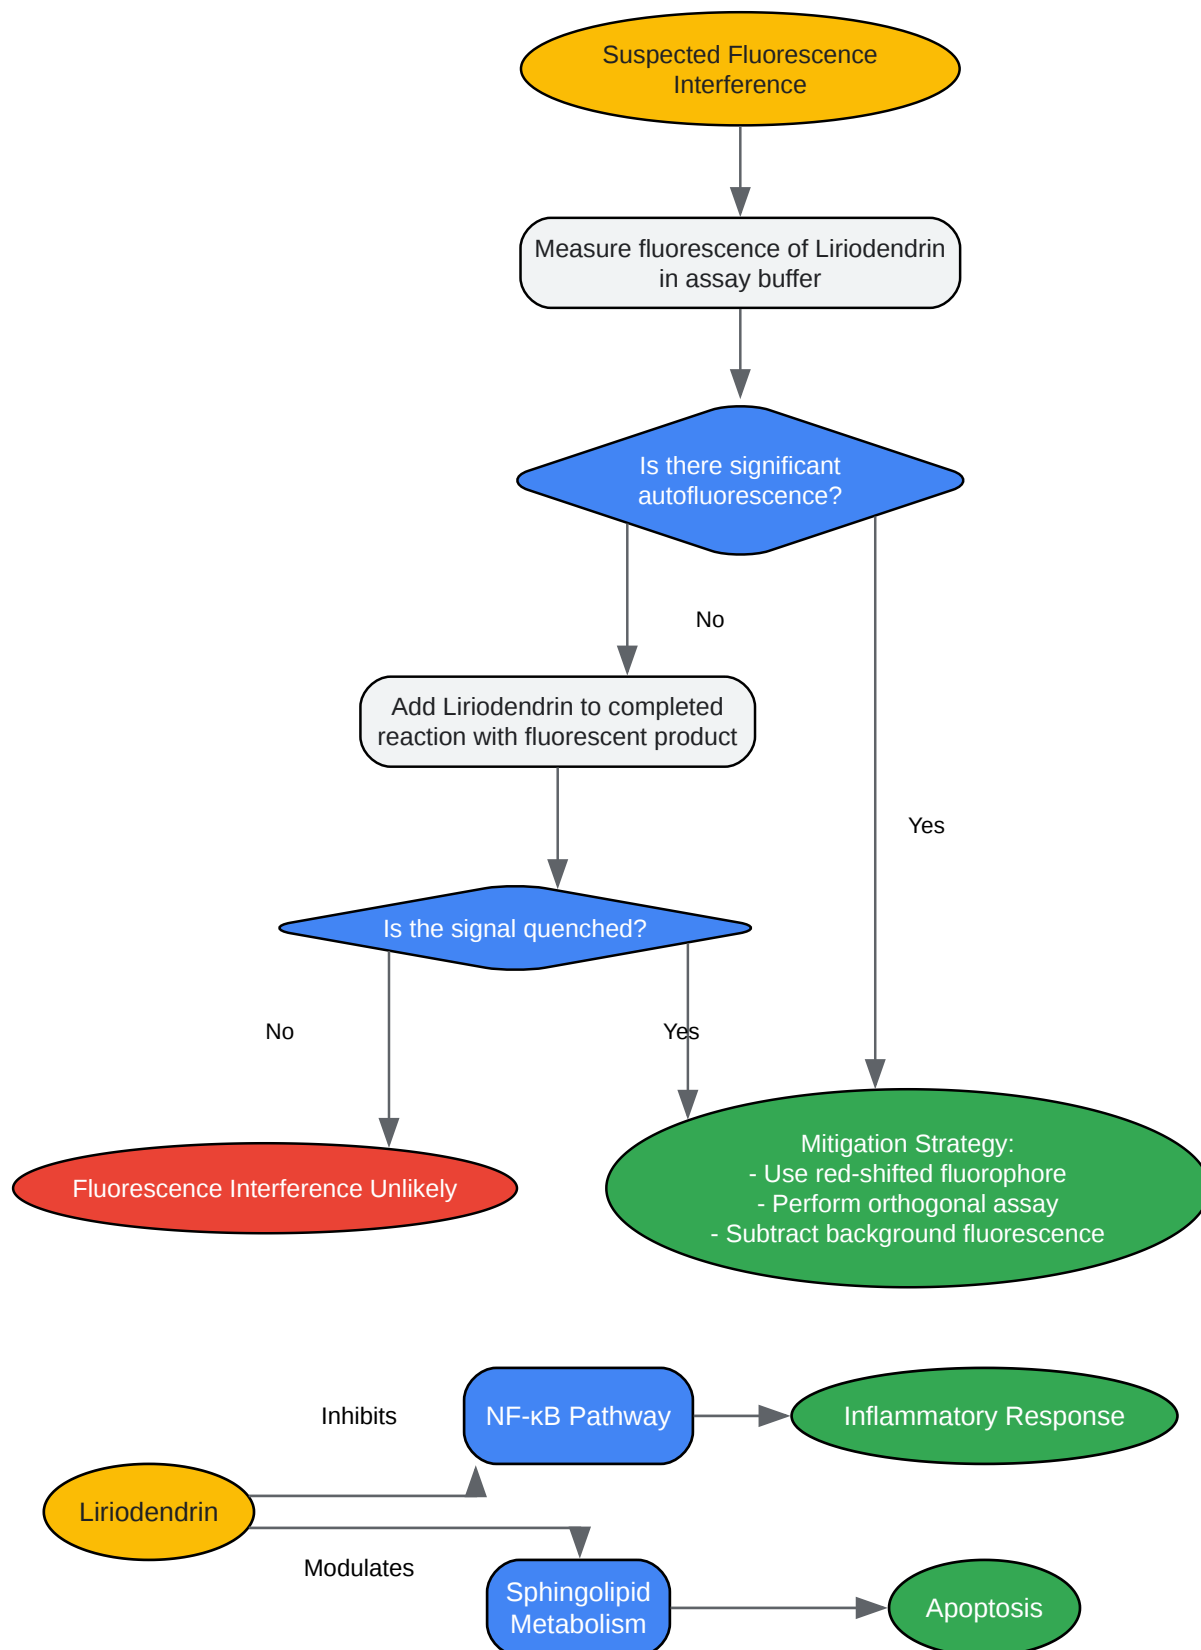 Suspected Fluorescence
Interference
Measure fluorescence of Liriodendrin
in assay buffer
Is there significant
autofluorescence?
No
Add Liriodendrin to completed
reaction with fluorescent product
Yes
Is the signal quenched?
No
Yes
Fluorescence Interference Unlikely
Mitigation Strategy:
- Use red-shifted fluorophore
- Perform orthogonal assay
- Subtract background fluorescence
Inhibits
NF-κB Pathway
Inflammatory Response
Liriodendrin
Modulates
Sphingolipid
Metabolism
Apoptosis